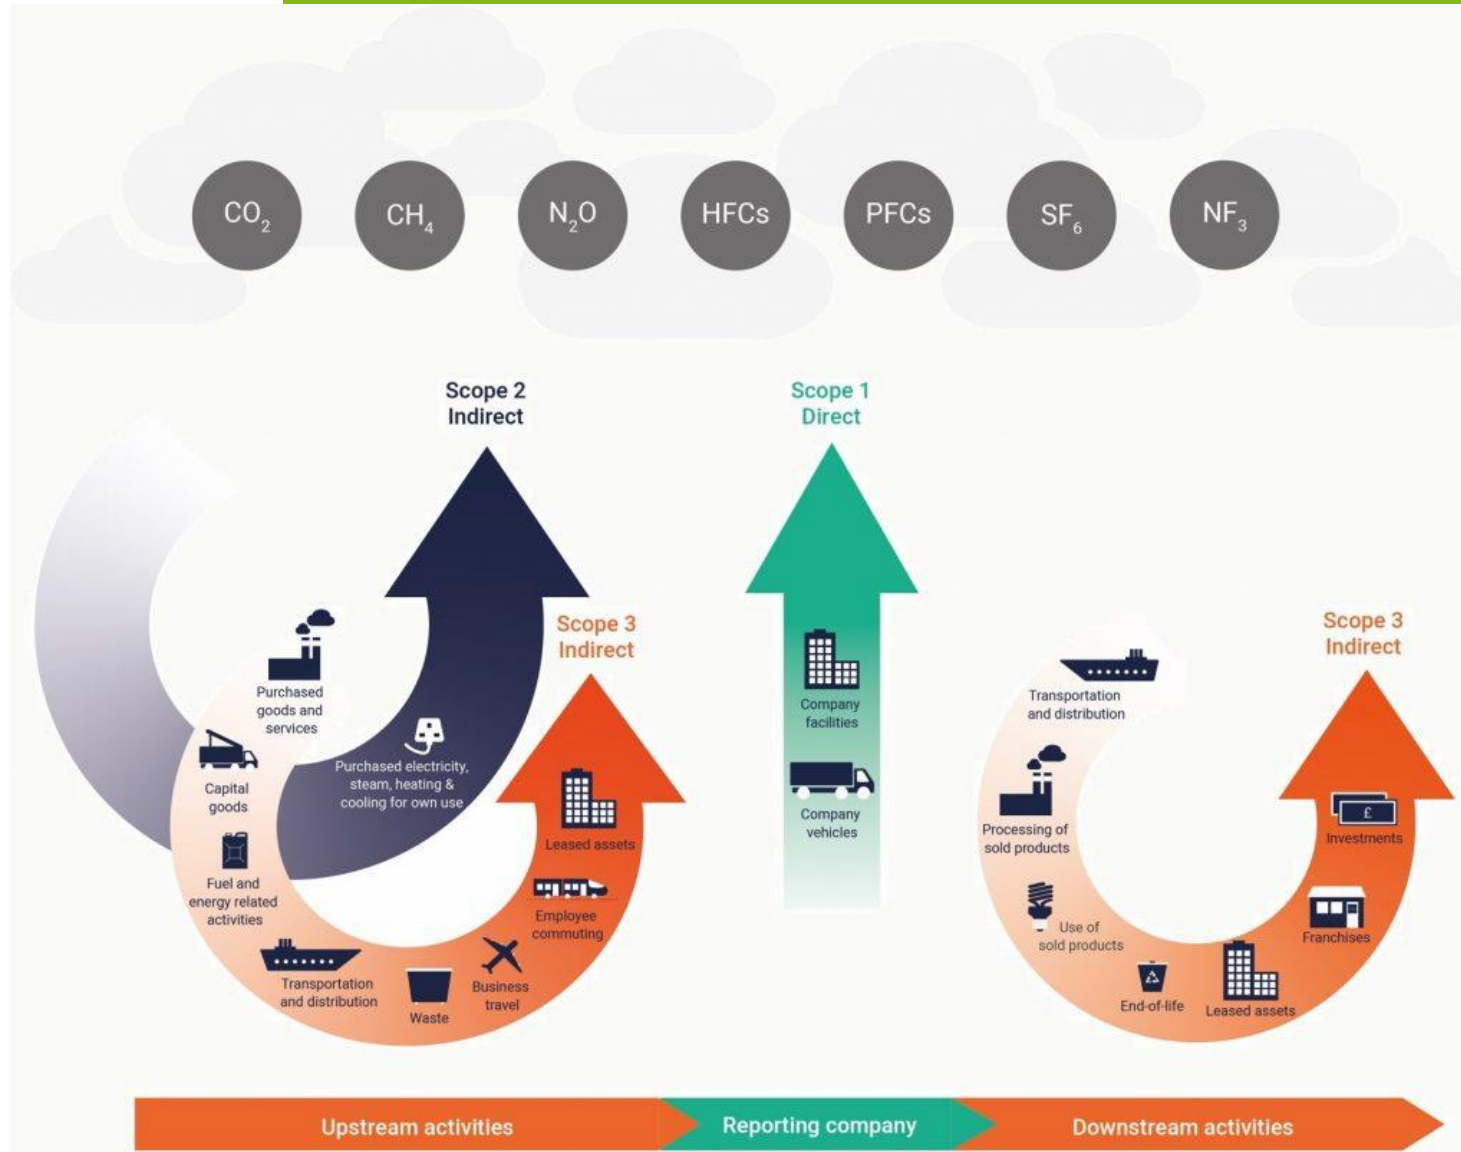 CO₂
CH₄
N₂O
HFCs
PFCs
SF₆
NF₃
Scope 2
Indirect
Scope 1
Direct
Scope 3
Indirect
Scope 3
Indirect
Purchased
goods and
services
Capital
goods
Fuel and
energy related
activities
Transportation
and distribution
Waste
Business
travel
Employee
commuting
Leased assets
Purchased electricity,
steam, heating &
cooling for own use
Company
facilities
Company
vehicles
Transportation
and distribution
Processing of
sold products
Use of
sold products
End-of-life
Leased assets
Franchises
£
Investments
Upstream activities
Reporting company
Downstream activities